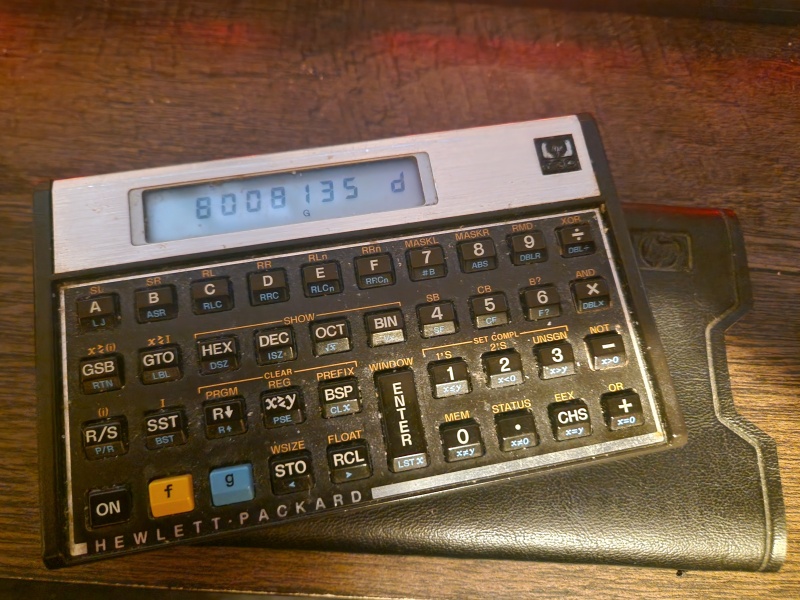 8008135 d
G
XOR
SL SR RL RR RLn RRn MASKL MASKR RMD
A B C D E F 7 8 9 ÷
LJ ASR RLC RRC RLCn RRCn #B ABS DBLR DBL÷
SHOW SB CB B? AND
x≷(i) x≷I
GSB GTO HEX DEC OCT BIN 4 5 6 ×
RTN LBL DSZ ISZ √x 1/x SF CF F? DBLX
CLEAR WINDOW SET COMPL NOT
(i) I PRGM REG PREFIX 1'S 2'S UNSGN
R/S SST R↓ x≷y BSP ENTER 1 2 3 −
P/R BST R↑ PSE CLX x≤y x<0 x>y x>0
WSIZE FLOAT MEM STATUS EEX OR
ON f g STO RCL 0 • CHS +
◄ ► LST X x≠y x≠0 x=y x=0
HEWLETT·PACKARD